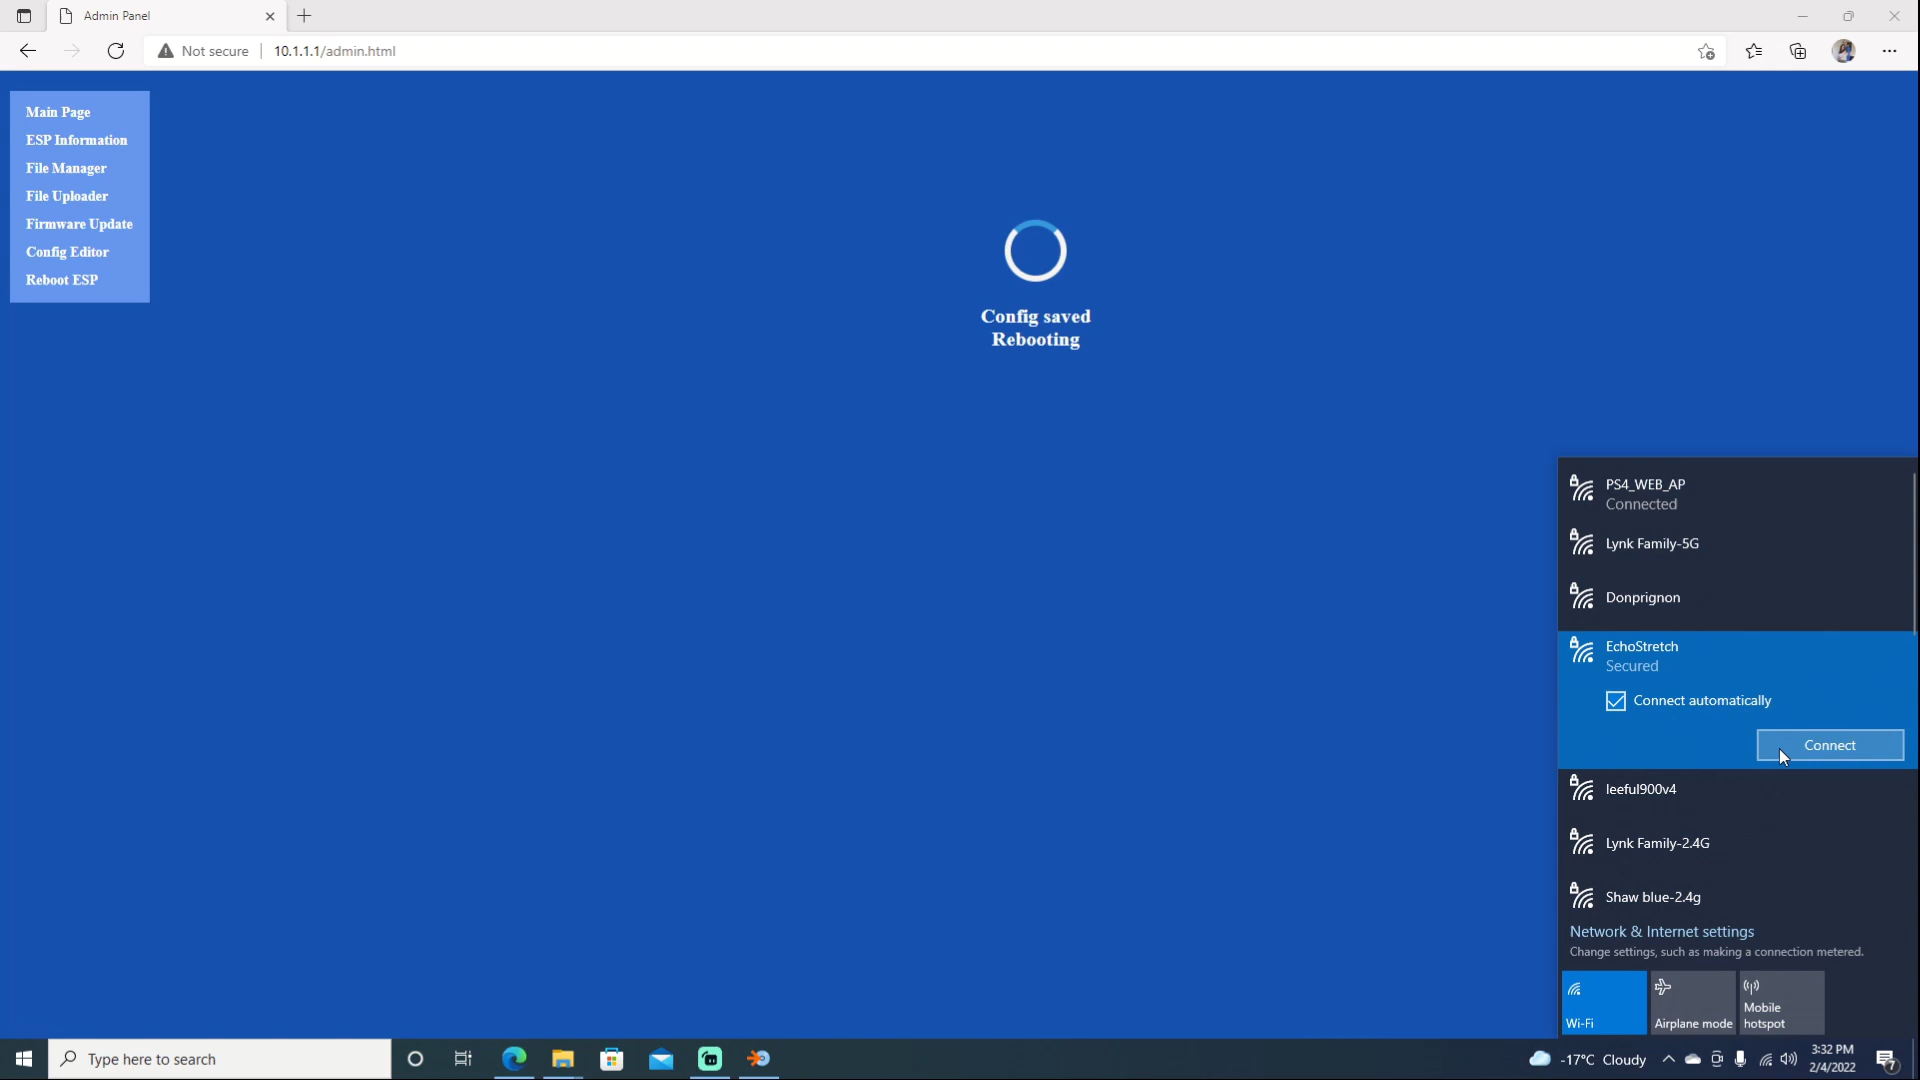 Admin Panel
Not secure
10.1.1.1/admin.html
Main Page
ESP Information
File Manager
File Uploader
Firmware Update
Config Editor
Reboot ESP
Config saved
Rebooting
PS4_WEB_AP
Connected
Lynk Family-5G
Donprignon
EchoStretch
Secured
Connect automatically
Connect
leeful900v4
Lynk Family-2.4G
Shaw blue-2.4g
Network & Internet settings
Change settings, such as making a connection metered.
Wi-Fi
Airplane mode
Mobile
hotspot
Type here to search
-17°C Cloudy
3:32 PM
2/4/2022
7